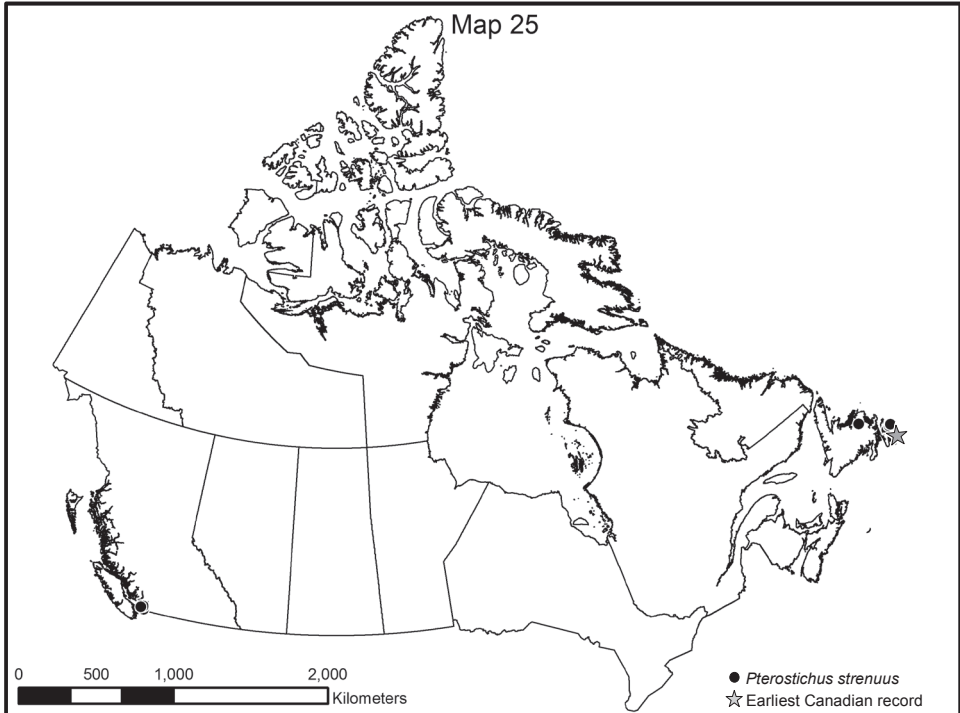 Map 25
0 500 1,000 2,000
Kilometers
Pterostichus strenuus
Earliest Canadian record